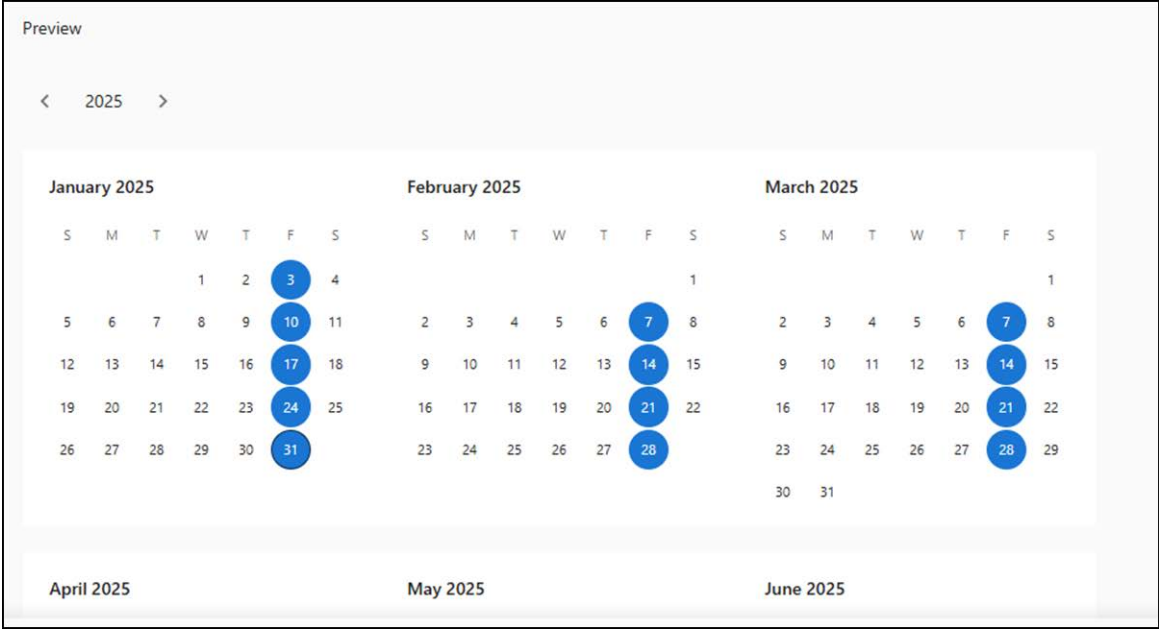 Preview
2025
January 2025 February 2025 March 2025
S M T W T F S S M T W T F S S M T W T F S
1 2 3 4 1 1
5 6 7 8 9 10 11 2 3 4 5 6 7 8 2 3 4 5 6 7 8
12 13 14 15 16 17 18 9 10 11 12 13 14 15 9 10 11 12 13 14 15
19 20 21 22 23 24 25 16 17 18 19 20 21 22 16 17 18 19 20 21 22
26 27 28 29 30 31 23 24 25 26 27 28 23 24 25 26 27 28 29
30 31
April 2025 May 2025 June 2025